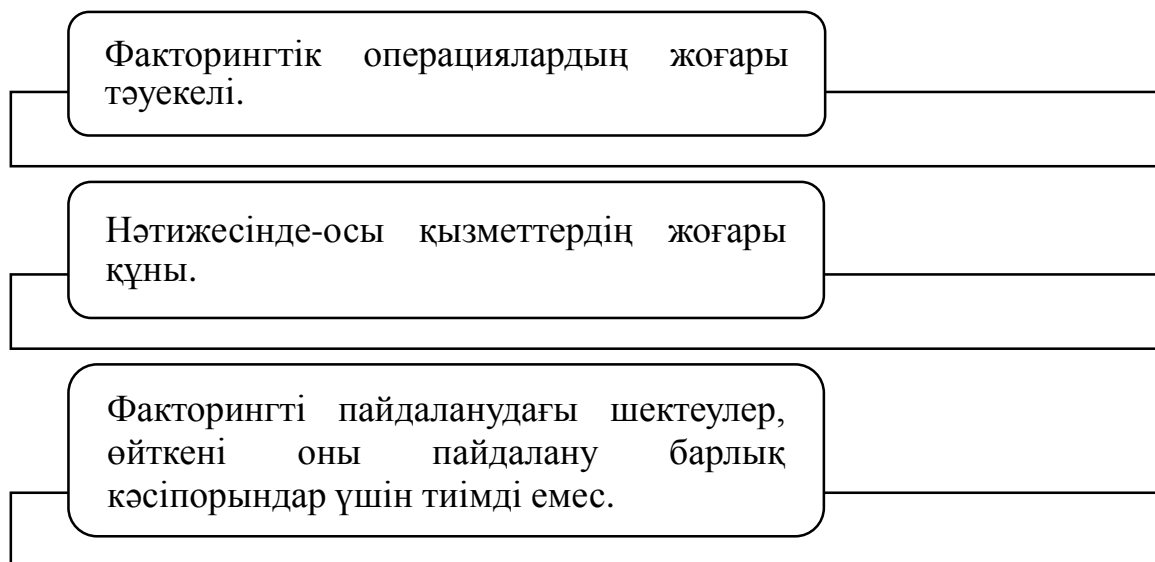 Факторингтік операциялардың жоғары
тәуекелі.
Нәтижесінде-осы қызметтердің жоғары
құны.
Факторингті пайдаланудағы шектеулер,
өйткені оны пайдалану барлық
кәсіпорындар үшін тиімді емес.